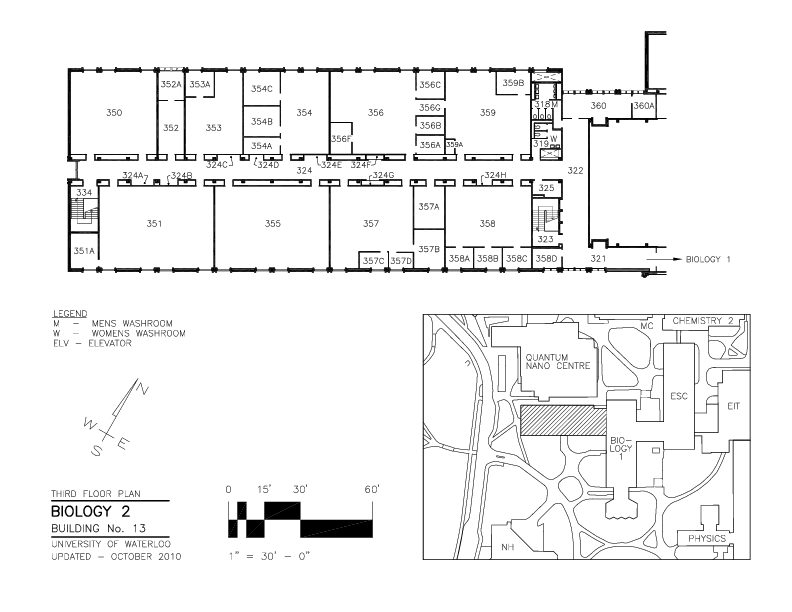 352A 353A 354C 356C 359B
350 354 356 356G 359 318 M 360 360A
352 353 354B 356B W
354A 356F 356A 359A 319
324C 324D 324E 324F
324 322
324A 324B 324G 324H
334 325
351 355 357 357A 358
351A 357B 323
357C 357D 358A 358B 358C 358D 321 BIOLOGY 1
LEGEND
M – MENS WASHROOM
W – WOMENS WASHROOM
ELV – ELEVATOR
N
W
E
S
THIRD FLOOR PLAN
BIOLOGY 2
BUILDING No. 13
UNIVERSITY OF WATERLOO
UPDATED – OCTOBER 2010
0 15' 30' 60'
1" = 30' – 0"
MC CHEMISTRY 2
QUANTUM
NANO CENTRE
ESC
EIT
BIO–
LOGY
1
NH
PHYSICS